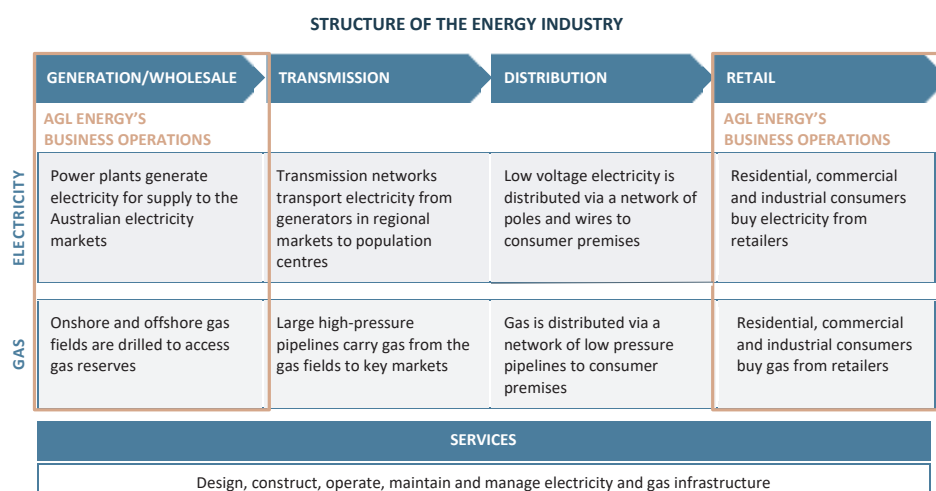 STRUCTURE OF THE ENERGY INDUSTRY
GENERATION/WHOLESALE
TRANSMISSION
DISTRIBUTION
RETAIL
AGL ENERGY'S
BUSINESS OPERATIONS
AGL ENERGY'S
BUSINESS OPERATIONS
ELECTRICITY
Power plants generate
electricity for supply to the
Australian electricity
markets
Transmission networks
transport electricity from
generators in regional
markets to population
centres
Low voltage electricity is
distributed via a network of
poles and wires to
consumer premises
Residential, commercial
and industrial consumers
buy electricity from
retailers
GAS
Onshore and offshore gas
fields are drilled to access
gas reserves
Large high-pressure
pipelines carry gas from the
gas fields to key markets
Gas is distributed via a
network of low pressure
pipelines to consumer
premises
Residential, commercial
and industrial consumers
buy gas from retailers
SERVICES
Design, construct, operate, maintain and manage electricity and gas infrastructure